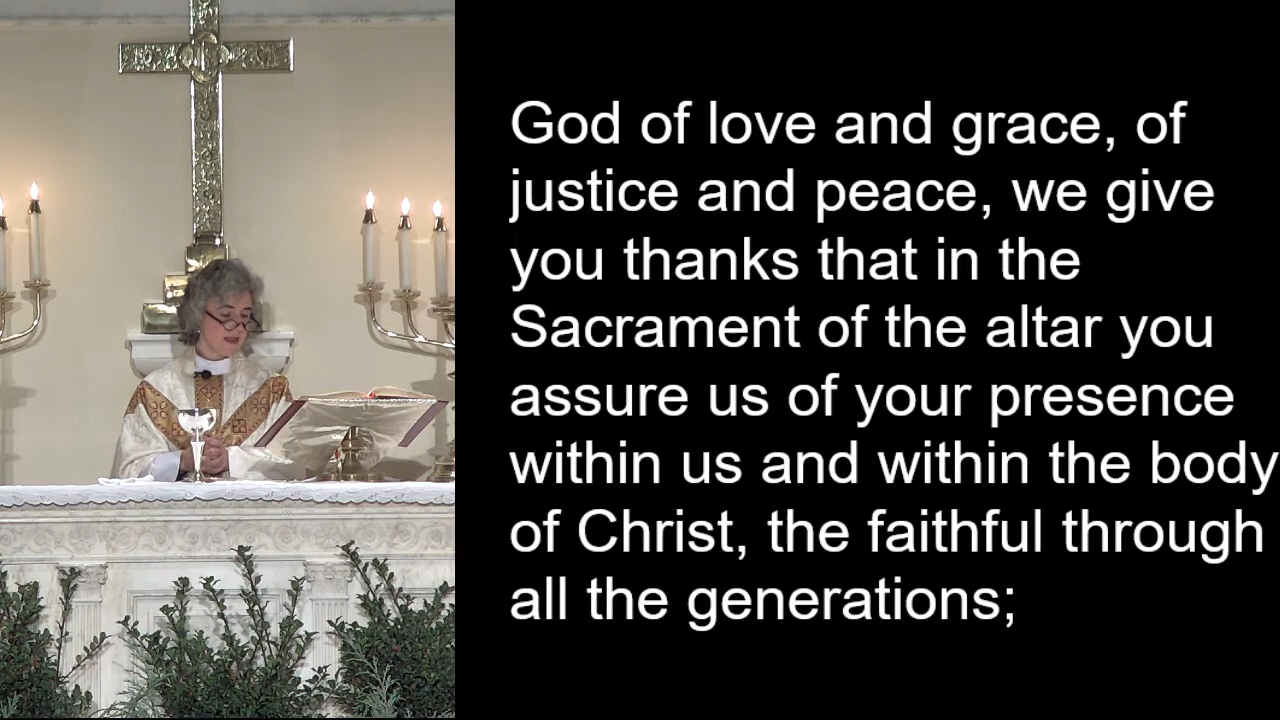 God of love and grace, of
justice and peace, we give
you thanks that in the
Sacrament of the altar you
assure us of your presence
within us and within the body
of Christ, the faithful through
all the generations;